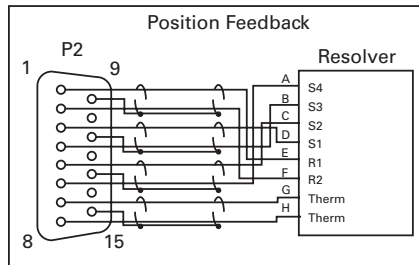 Position Feedback
P2
Resolver
1
9
A
S4
B
S3
C
S2
D
S1
E
R1
F
R2
G
Therm
H
Therm
8
15